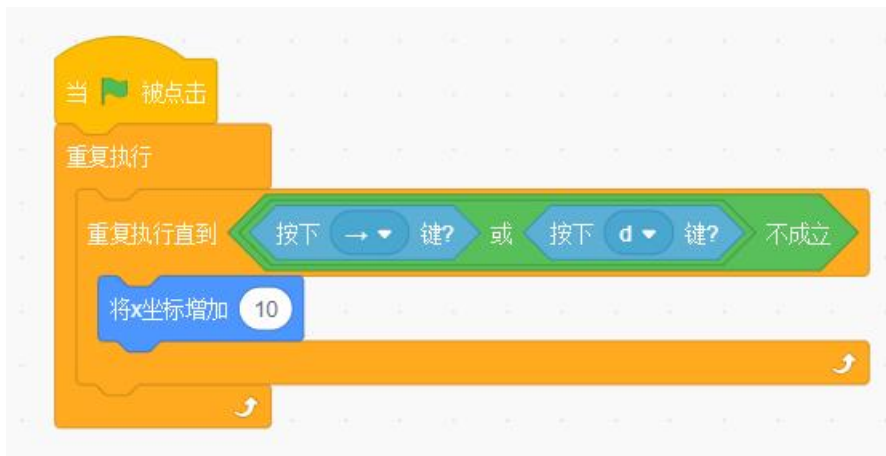 当 被点击
重复执行
重复执行直到 按下 → 键? 或 按下 d 键? 不成立
将x坐标增加 10